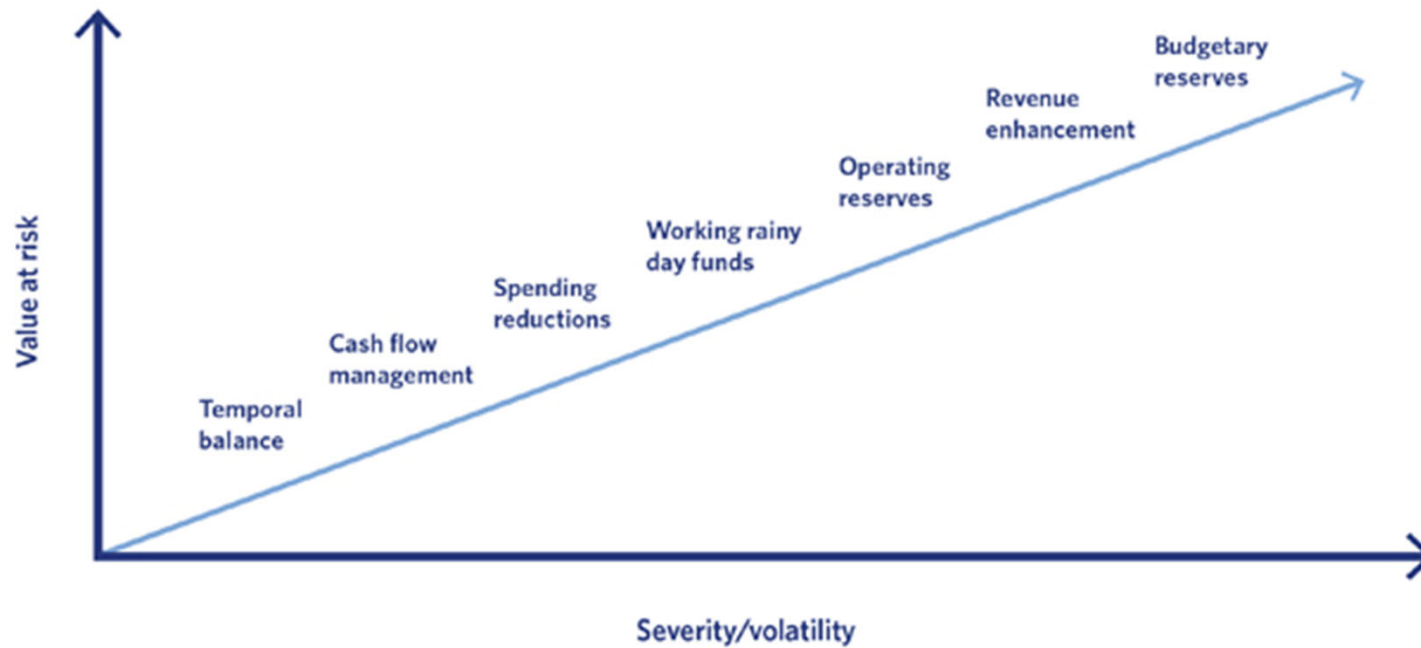 Budgetary
reserves
Revenue
enhancement
Operating
reserves
Working rainy
day funds
Spending
reductions
Cash flow
management
Temporal
balance
Value at risk
Severity/volatility